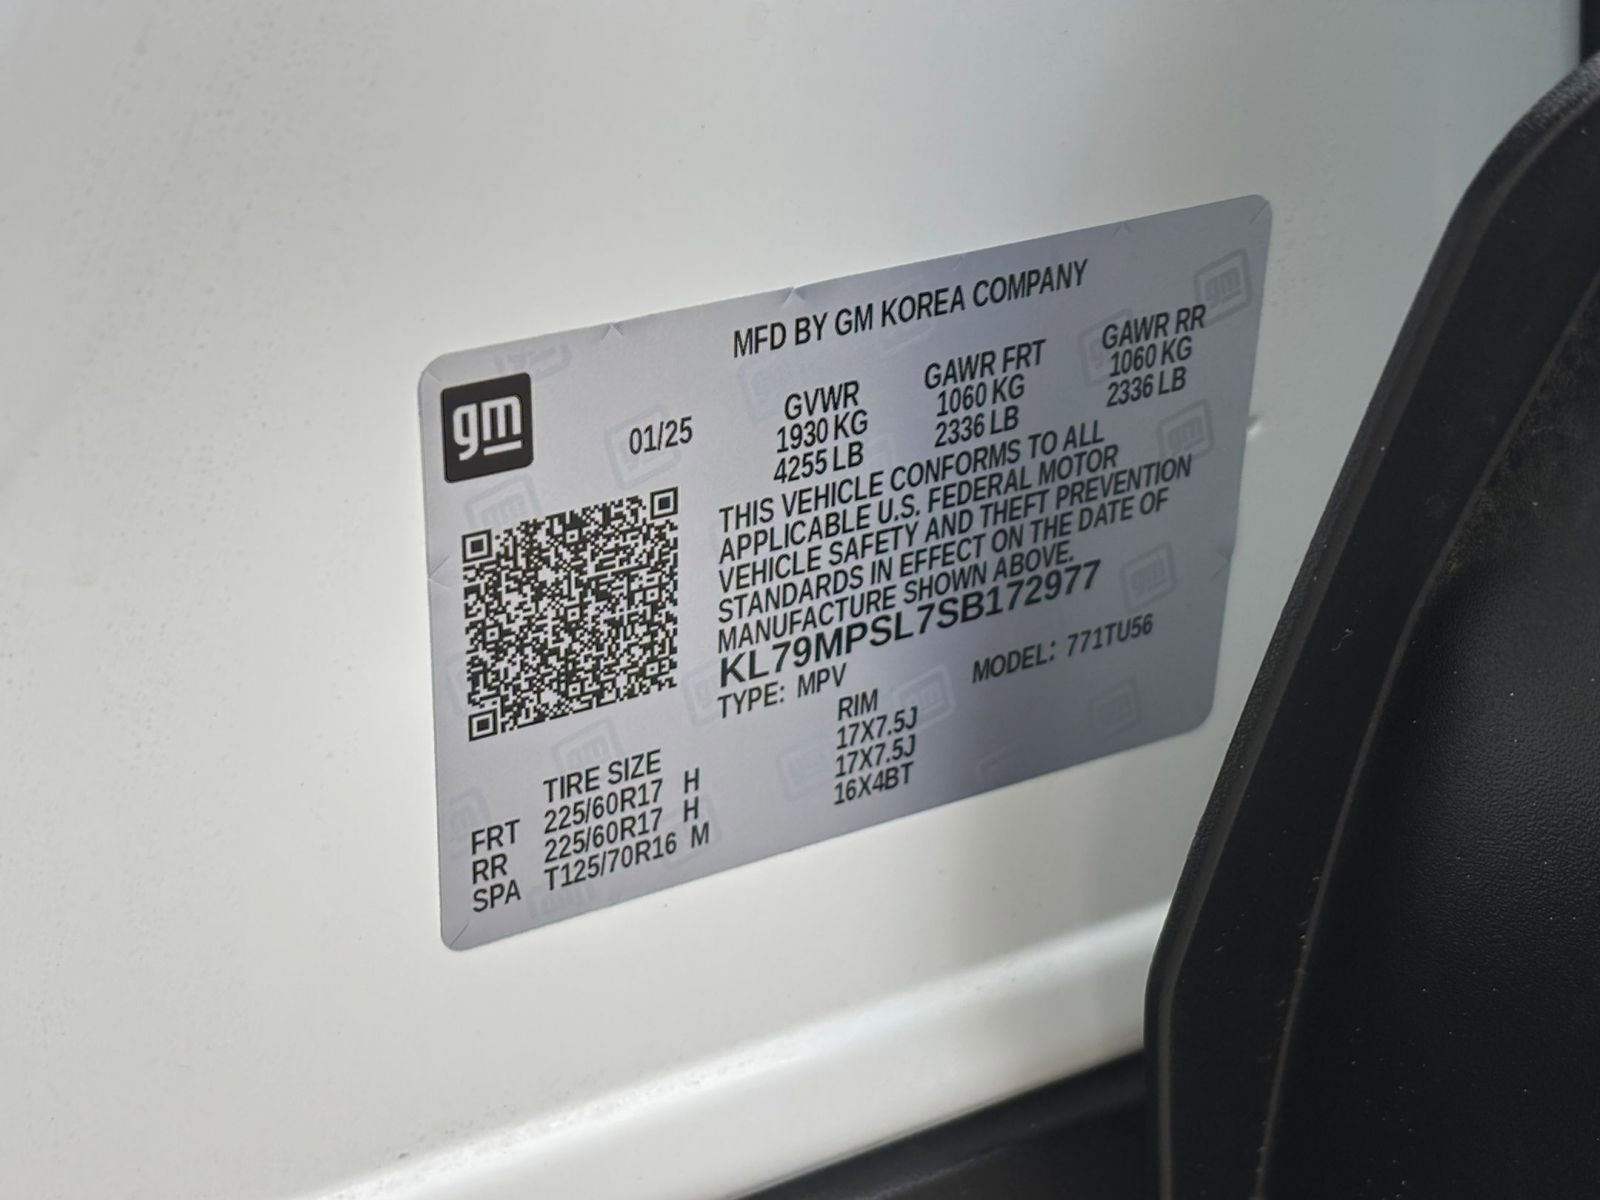 gm
MFD BY GM KOREA COMPANY
01/25
GVWR GAWR FRT GAWR RR
1930 KG 1060 KG 1060 KG
4255 LB 2336 LB 2336 LB
THIS VEHICLE CONFORMS TO ALL
APPLICABLE U.S. FEDERAL MOTOR
VEHICLE SAFETY AND THEFT PREVENTION
STANDARDS IN EFFECT ON THE DATE OF
MANUFACTURE SHOWN ABOVE.
KL79MPSL7SB172977
TYPE: MPV MODEL: 771TU56
TIRE SIZE RIM
FRT 225/60R17 H 17X7.5J
RR 225/60R17 H 17X7.5J
SPA T125/70R16 M 16X4BT